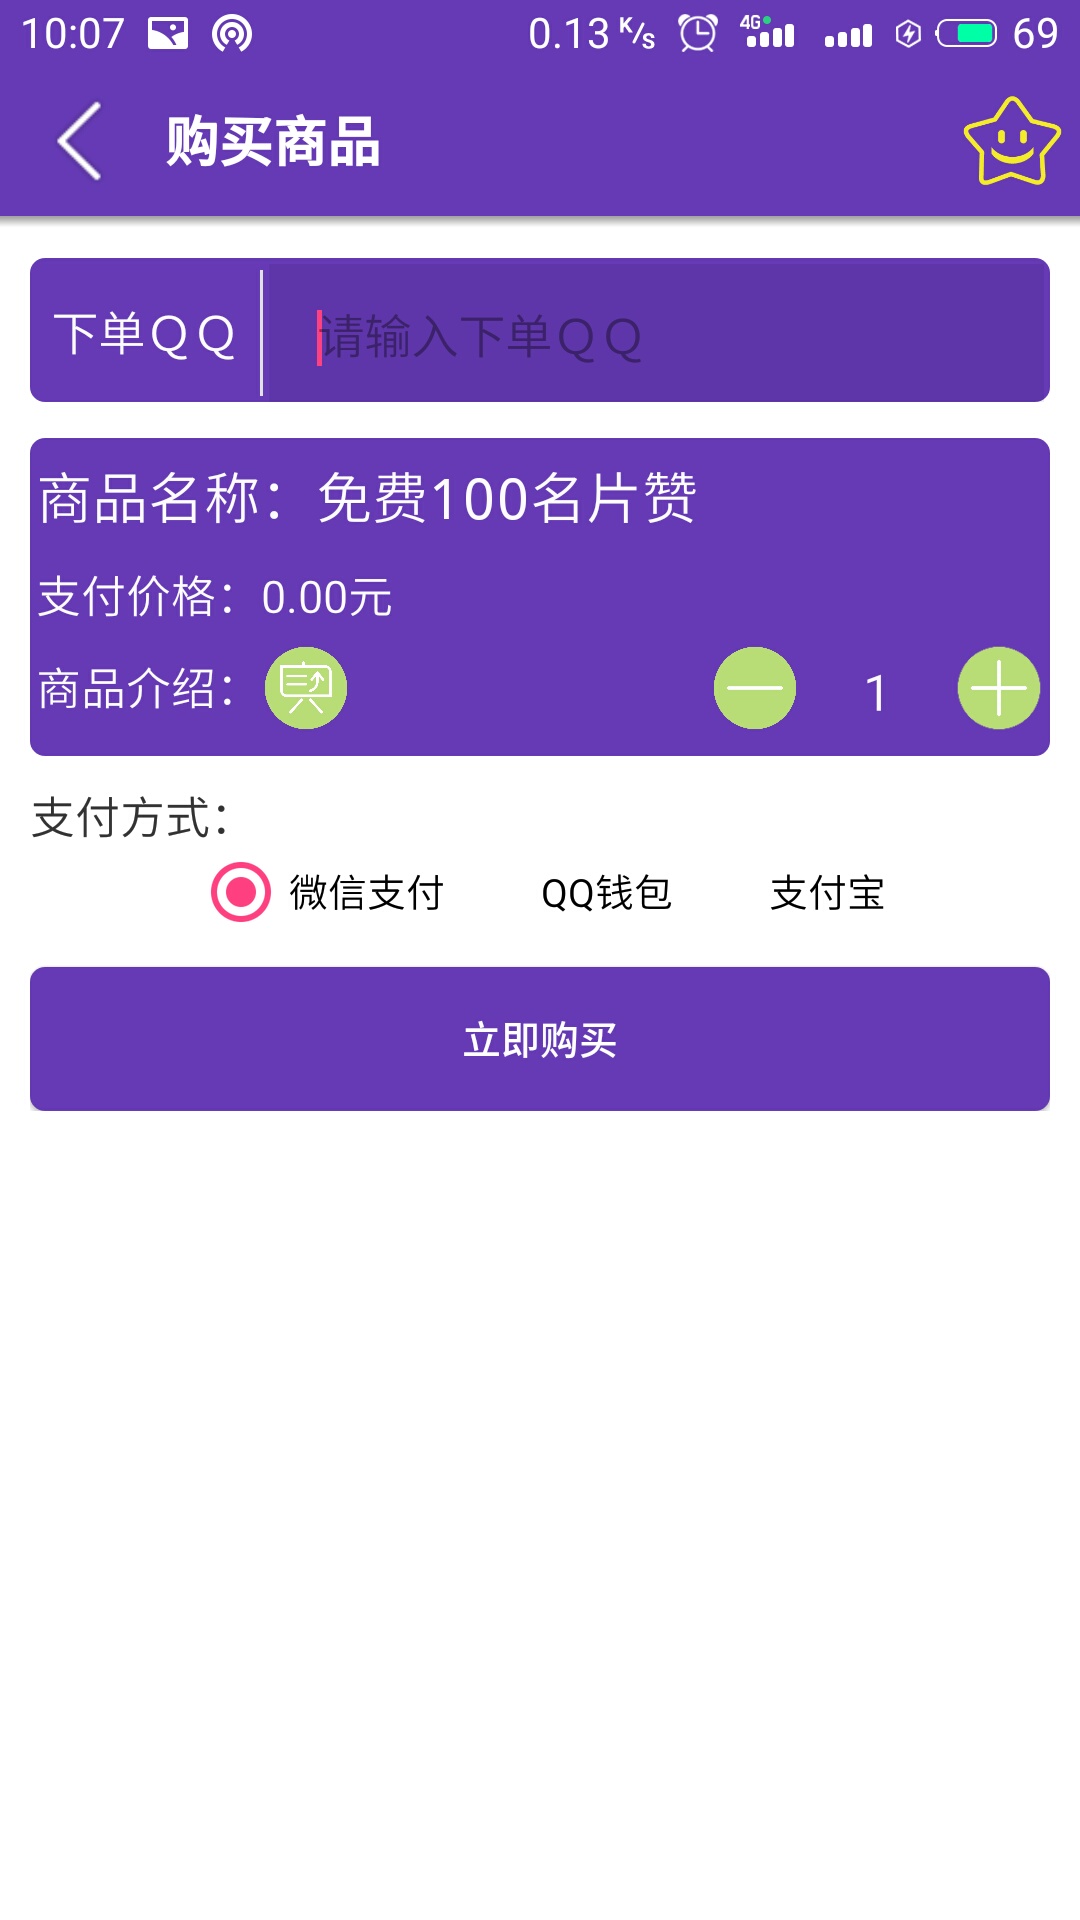 10:07 0.13 K/s 4G 69
购买商品
下单QQ 请输入下单QQ
商品名称：免费100名片赞
支付价格：0.00元
商品介绍： 1
支付方式：
微信支付 QQ钱包 支付宝
立即购买